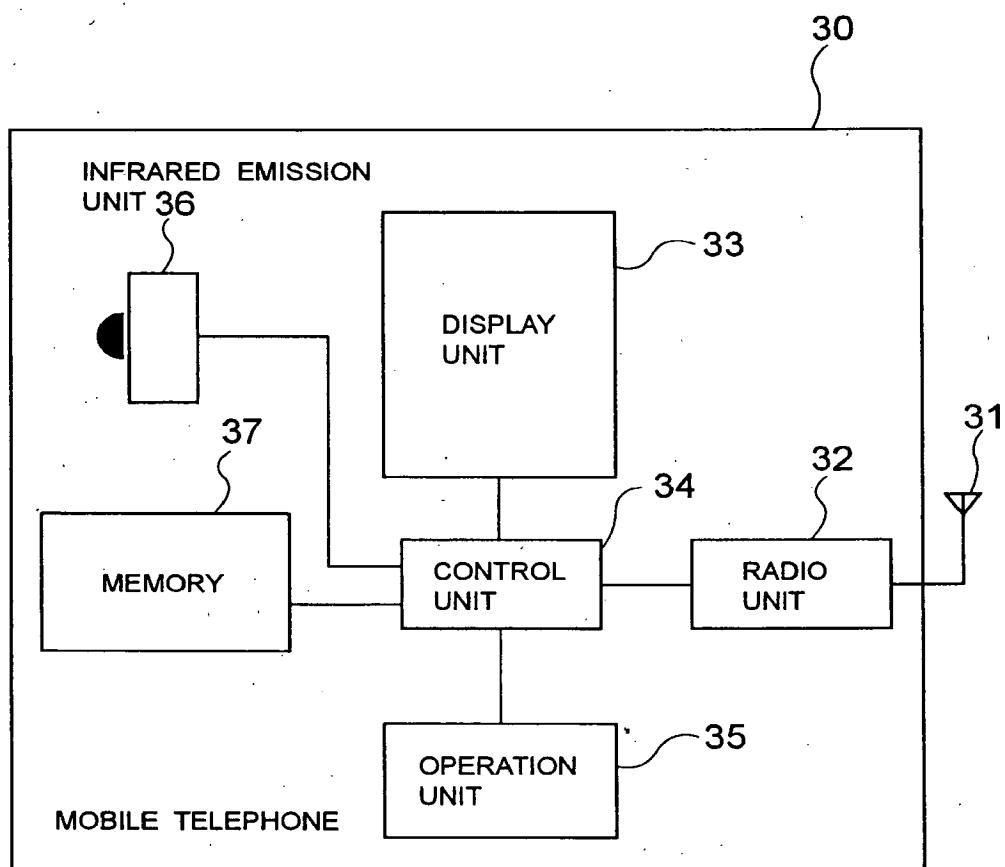 30
INFRARED EMISSION
UNIT 36
33
DISPLAY
UNIT
31
37
32
34
MEMORY
CONTROL
UNIT
RADIO
UNIT
35
OPERATION
UNIT
MOBILE TELEPHONE